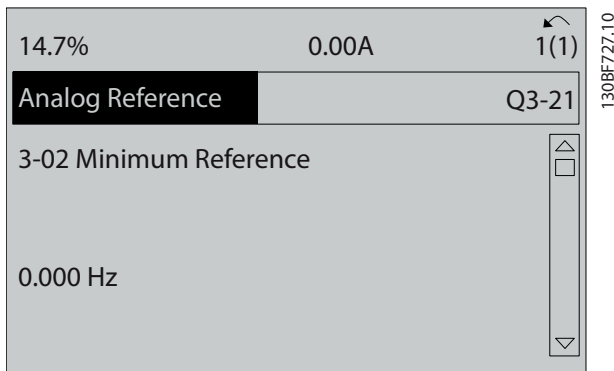 14.7% 0.00A 1(1)
Analog Reference Q3-21
3-02 Minimum Reference
0.000 Hz
130BF727.10